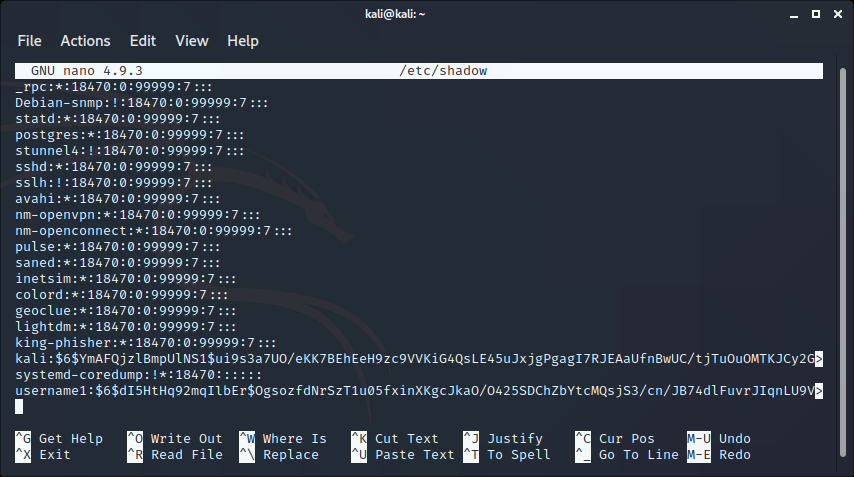 kali@kali: ~
File Actions Edit View Help
GNU nano 4.9.3 /etc/shadow
_rpc:*:18470:0:99999:7:::
Debian-snmp:!:18470:0:99999:7:::
statd:*:18470:0:99999:7:::
postgres:*:18470:0:99999:7:::
stunnel4:!:18470:0:99999:7:::
sshd:*:18470:0:99999:7:::
sslh:!:18470:0:99999:7:::
avahi:*:18470:0:99999:7:::
nm-openvpn:*:18470:0:99999:7:::
nm-openconnect:*:18470:0:99999:7:::
pulse:*:18470:0:99999:7:::
saned:*:18470:0:99999:7:::
inetsim:*:18470:0:99999:7:::
colord:*:18470:0:99999:7:::
geoclue:*:18470:0:99999:7:::
lightdm:*:18470:0:99999:7:::
king-phisher:*:18470:0:99999:7:::
kali:$6$YmAFQjzlBmpUlNS1$ui9s3a7UO/eKK7BEhEeH9zc9VVKiG4QsLE45uJxjgPgagI7RJEAaUfnBwUC/tjTuOuOMTKJCy2G>
systemd-coredump:!*:18470::::::
username1:$6$dI5HtHq92mqIlbEr$OgsozfdNrSzT1u05fxinXKgcJkaO/O425SDChZbYtcMQsjS3/cn/JB74dlFuvrJIqnLU9V>
^G Get Help ^O Write Out ^W Where Is ^K Cut Text ^J Justify ^C Cur Pos M-U Undo
^X Exit ^R Read File ^\ Replace ^U Paste Text ^T To Spell ^_ Go To Line M-E Redo